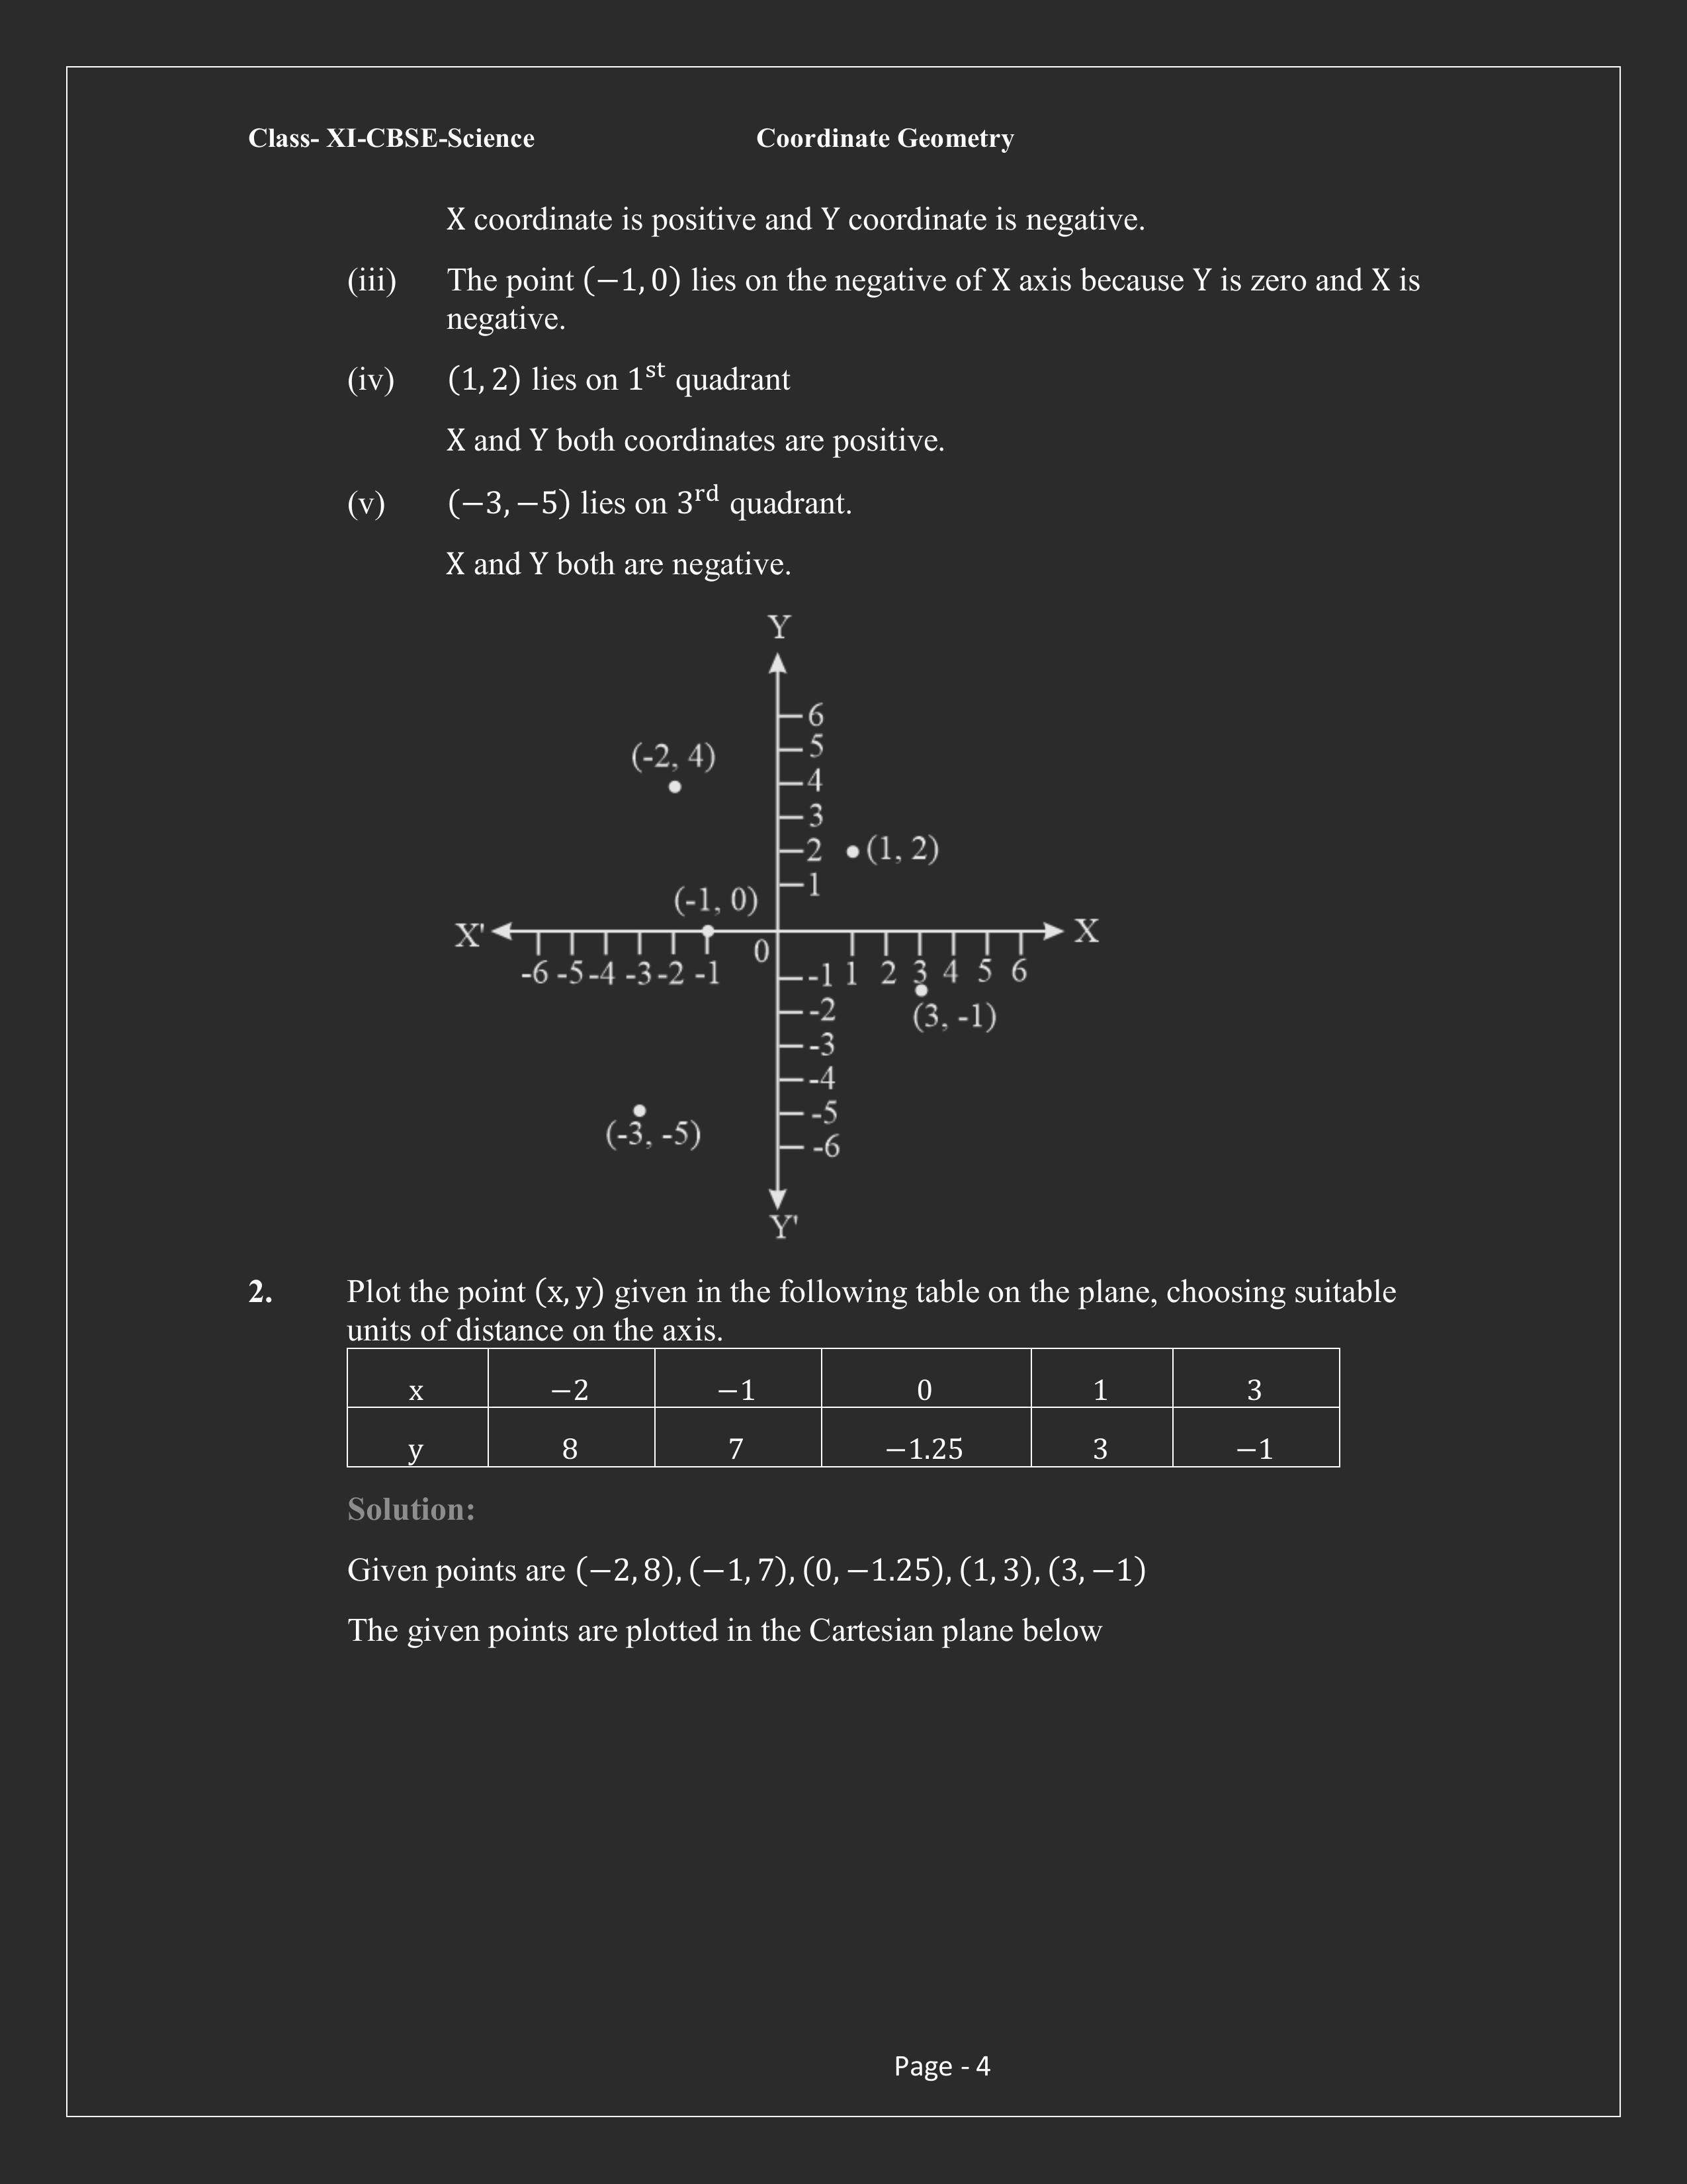 Class- XI-CBSE-Science Coordinate Geometry
X coordinate is positive and Y coordinate is negative.
(iii) The point (−1, 0) lies on the negative of X axis because Y is zero and X is
negative.
(iv) (1, 2) lies on 1st quadrant
X and Y both coordinates are positive.
(v) (−3, −5) lies on 3rd quadrant.
X and Y both are negative.
Y
6
(-2, 4) 5
4
3
2 (1, 2)
(-1, 0) 1
X' 0 X
-6 -5 -4 -3 -2 -1 -1 1 2 3 4 5 6
-2 (3, -1)
-3
-4
-5
(-3, -5) -6
Y'
2. Plot the point (x, y) given in the following table on the plane, choosing suitable
units of distance on the axis.
x −2 −1 0 1 3
y 8 7 −1.25 3 −1
Solution:
Given points are (−2, 8), (−1, 7), (0, −1.25), (1, 3), (3, −1)
The given points are plotted in the Cartesian plane below
Page - 4